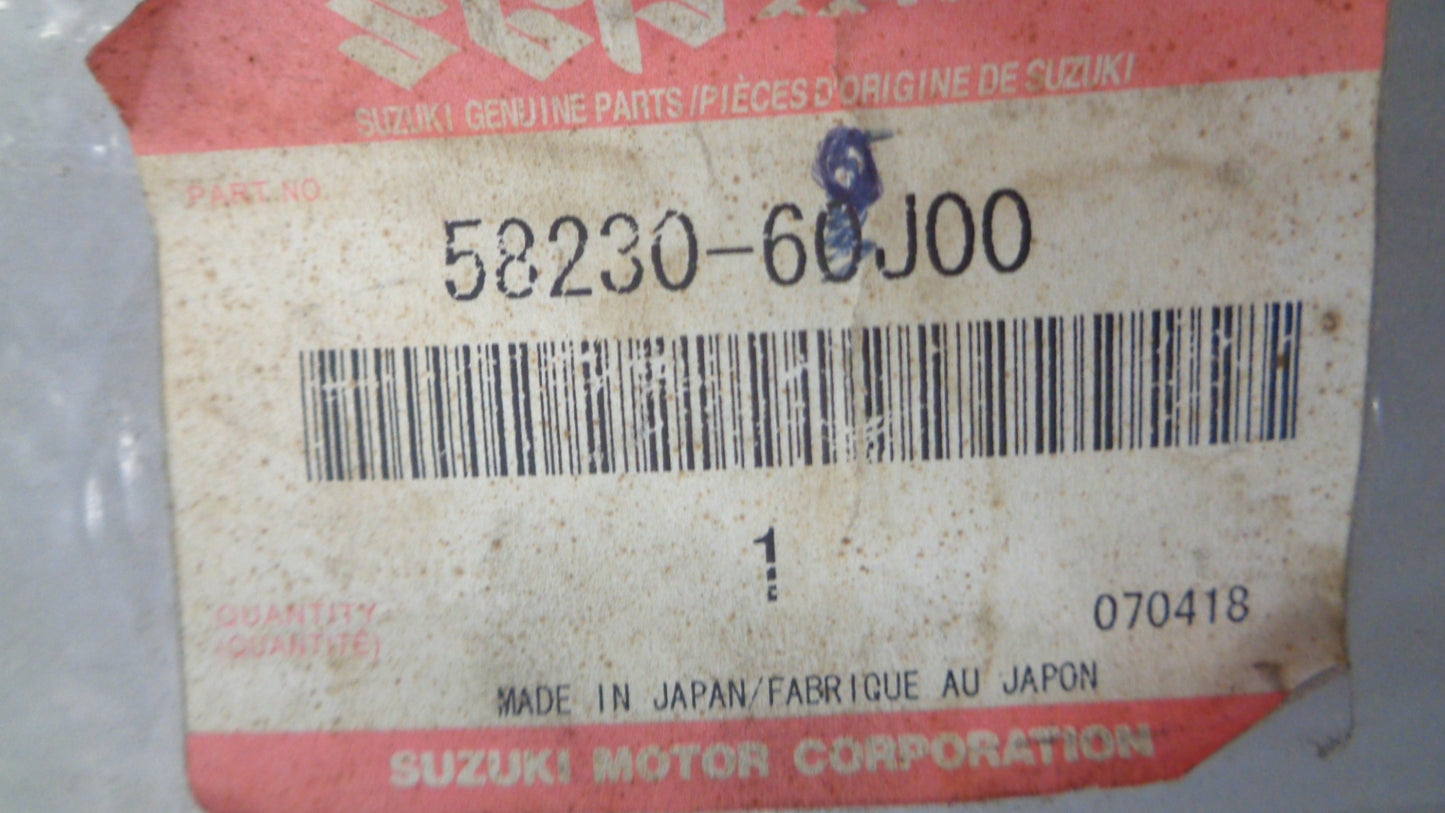 SUZUKI GENUINE PARTS/PIÈCES D'ORIGINE DE SUZUKI
PART NO.
58230-60J00
1
QUANTITY
(QUANTITÉ)
070418
MADE IN JAPAN/FABRIQUE AU JAPON
SUZUKI MOTOR CORPORATION